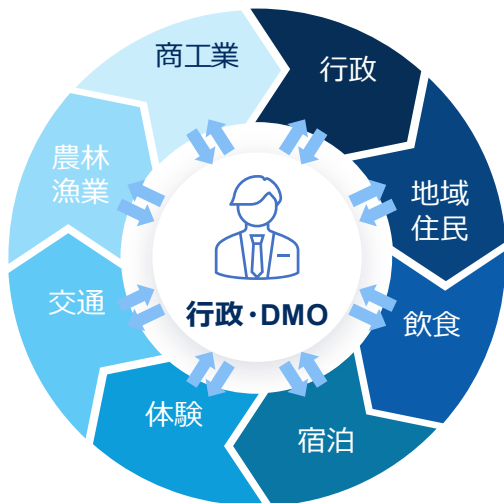 商工業
行政
農林
漁業
地域
住民
行政・DMO
交通
飲食
体験
宿泊